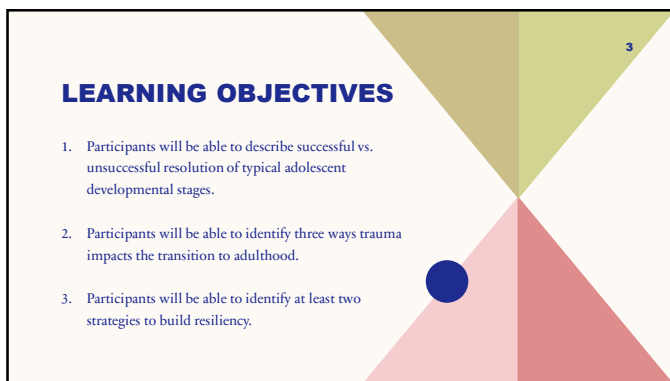 3
LEARNING OBJECTIVES
1. Participants will be able to describe successful vs.
unsuccessful resolution of typical adolescent
developmental stages.
2. Participants will be able to identify three ways trauma
impacts the transition to adulthood.
3. Participants will be able to identify at least two
strategies to build resiliency.